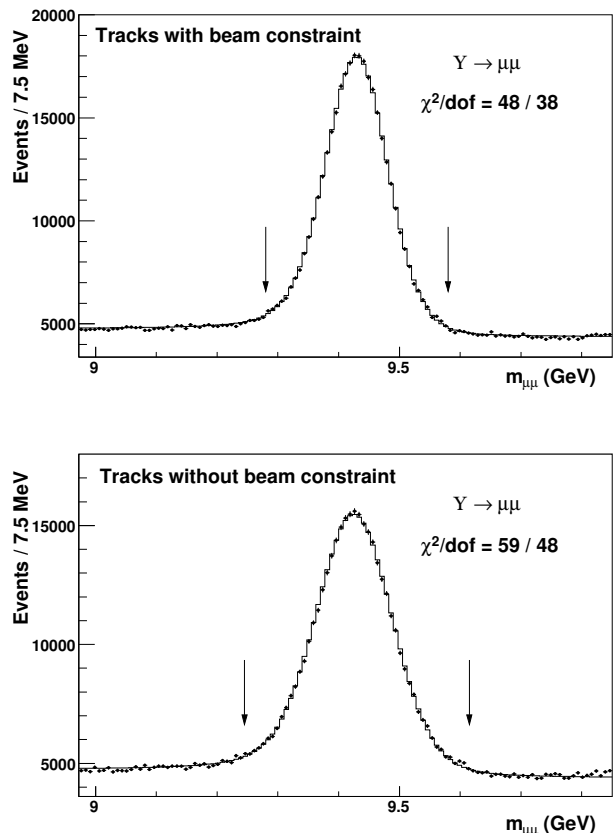 Tracks with beam constraint
Υ → μμ
χ²/dof = 48 / 38
Events / 7.5 MeV
20000
15000
10000
5000
9
9.5
mμμ (GeV)
Tracks without beam constraint
Υ → μμ
χ²/dof = 59 / 48
Events / 7.5 MeV
15000
10000
5000
9
9.5
mμμ (GeV)